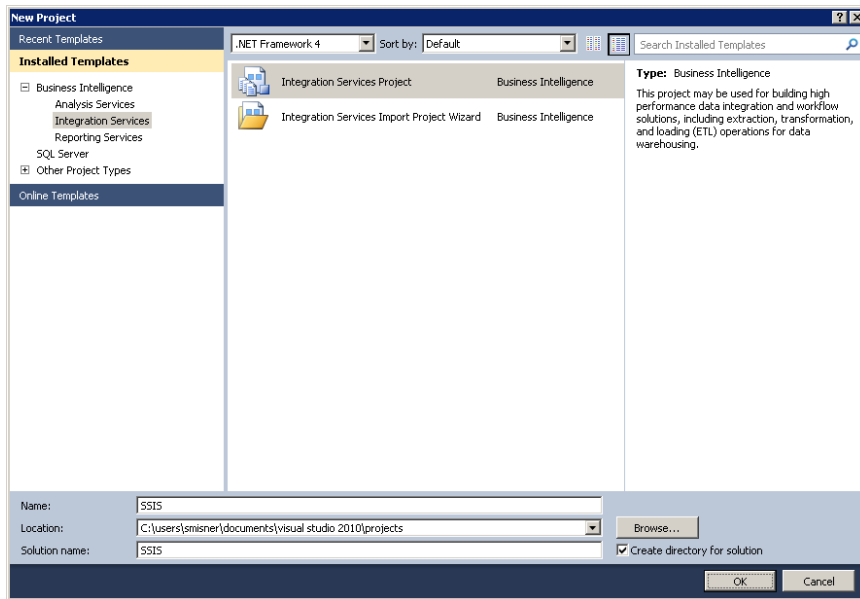 New Project
Recent Templates
Installed Templates
Business Intelligence
Analysis Services
Integration Services
Reporting Services
SQL Server
Other Project Types
Online Templates
.NET Framework 4 Sort by: Default
Integration Services Project Business Intelligence
Integration Services Import Project Wizard Business Intelligence
Search Installed Templates
Type: Business Intelligence
This project may be used for building high
performance data integration and workflow
solutions, including extraction, transformation,
and loading (ETL) operations for data
warehousing.
Name: SSIS
Location: C:\users\smisner\documents\visual studio 2010\projects Browse...
Solution name: SSIS Create directory for solution
OK Cancel